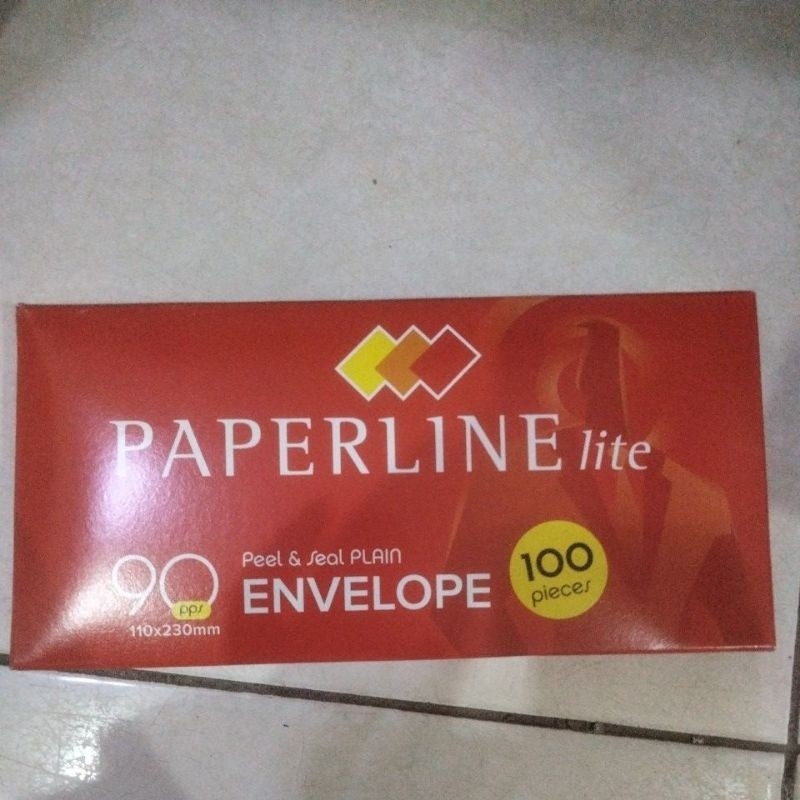 PAPERLINE lite
90 pps
110x230mm
Peel & Seal PLAIN
ENVELOPE
100
pieces